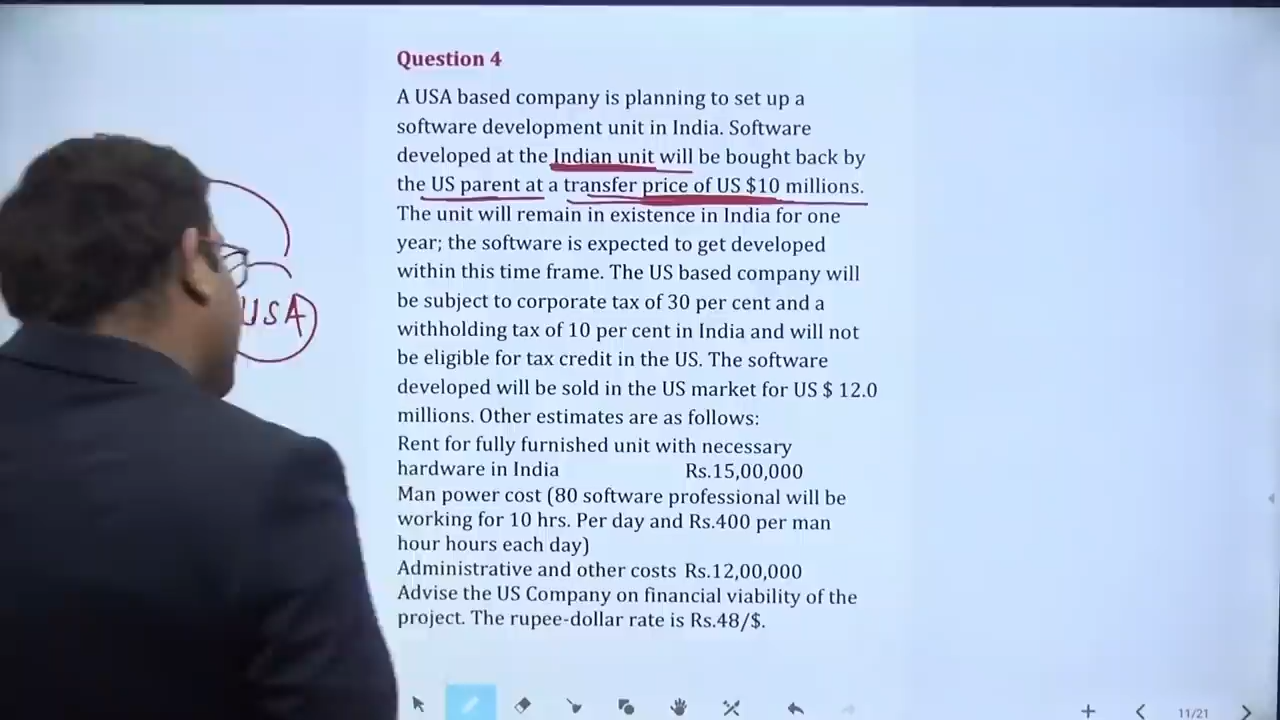 Question 4
A USA based company is planning to set up a
software development unit in India. Software
developed at the Indian unit will be bought back by
the US parent at a transfer price of US $10 millions.
The unit will remain in existence in India for one
year; the software is expected to get developed
within this time frame. The US based company will
be subject to corporate tax of 30 per cent and a
withholding tax of 10 per cent in India and will not
be eligible for tax credit in the US. The software
developed will be sold in the US market for US $ 12.0
millions. Other estimates are as follows:
Rent for fully furnished unit with necessary
hardware in India Rs.15,00,000
Man power cost (80 software professional will be
working for 10 hrs. Per day and Rs.400 per man
hour hours each day)
Administrative and other costs Rs.12,00,000
Advise the US Company on financial viability of the
project. The rupee-dollar rate is Rs.48/$.
USA
11/21